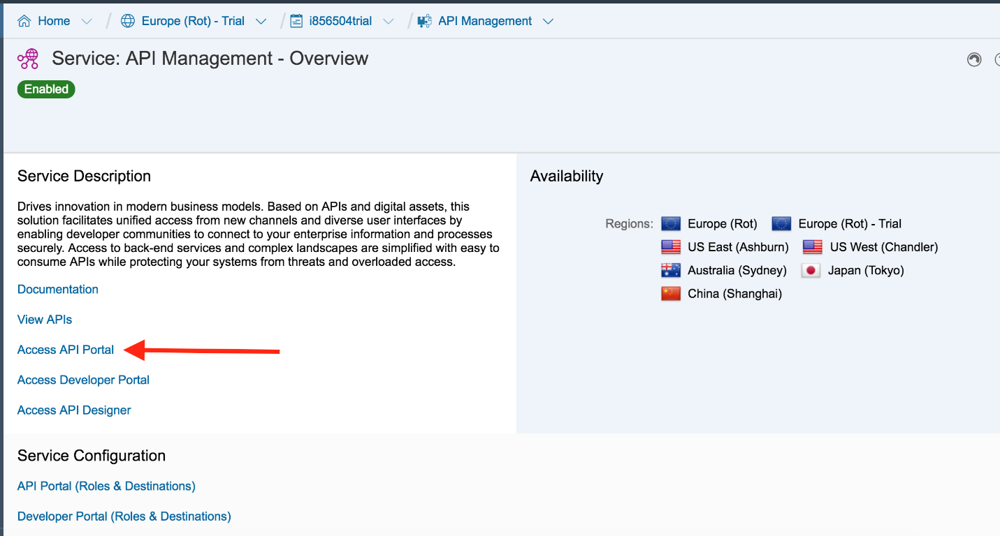 Home
Europe (Rot) - Trial
i856504trial
API Management
Service: API Management - Overview
Enabled
Service Description
Drives innovation in modern business models. Based on APIs and digital assets, this
solution facilitates unified access from new channels and diverse user interfaces by
enabling developer communities to connect to your enterprise information and processes
securely. Access to back-end services and complex landscapes are simplified with easy to
consume APIs while protecting your systems from threats and overloaded access.
Documentation
View APIs
Access API Portal
Access Developer Portal
Access API Designer
Availability
Regions:
Europe (Rot)
Europe (Rot) - Trial
US East (Ashburn)
US West (Chandler)
Australia (Sydney)
Japan (Tokyo)
China (Shanghai)
Service Configuration
API Portal (Roles & Destinations)
Developer Portal (Roles & Destinations)